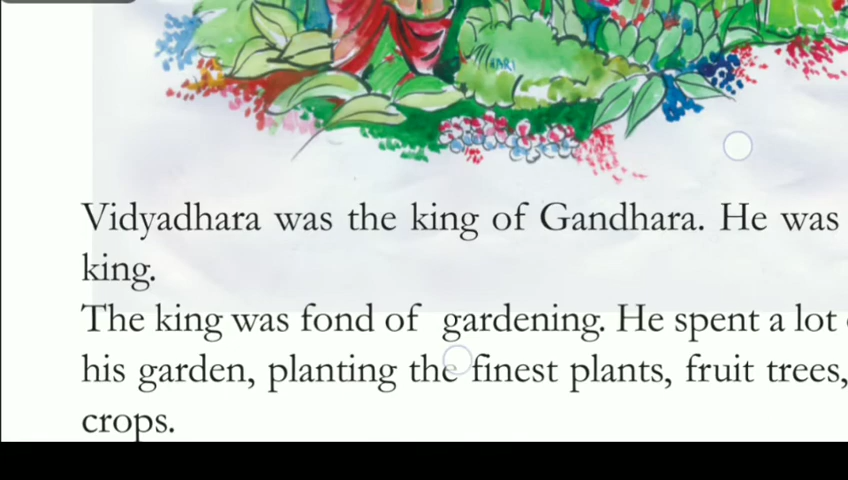 Vidyadhara was the king of Gandhara. He was
king.
The king was fond of gardening. He spent a lot
his garden, planting the finest plants, fruit trees,
crops.